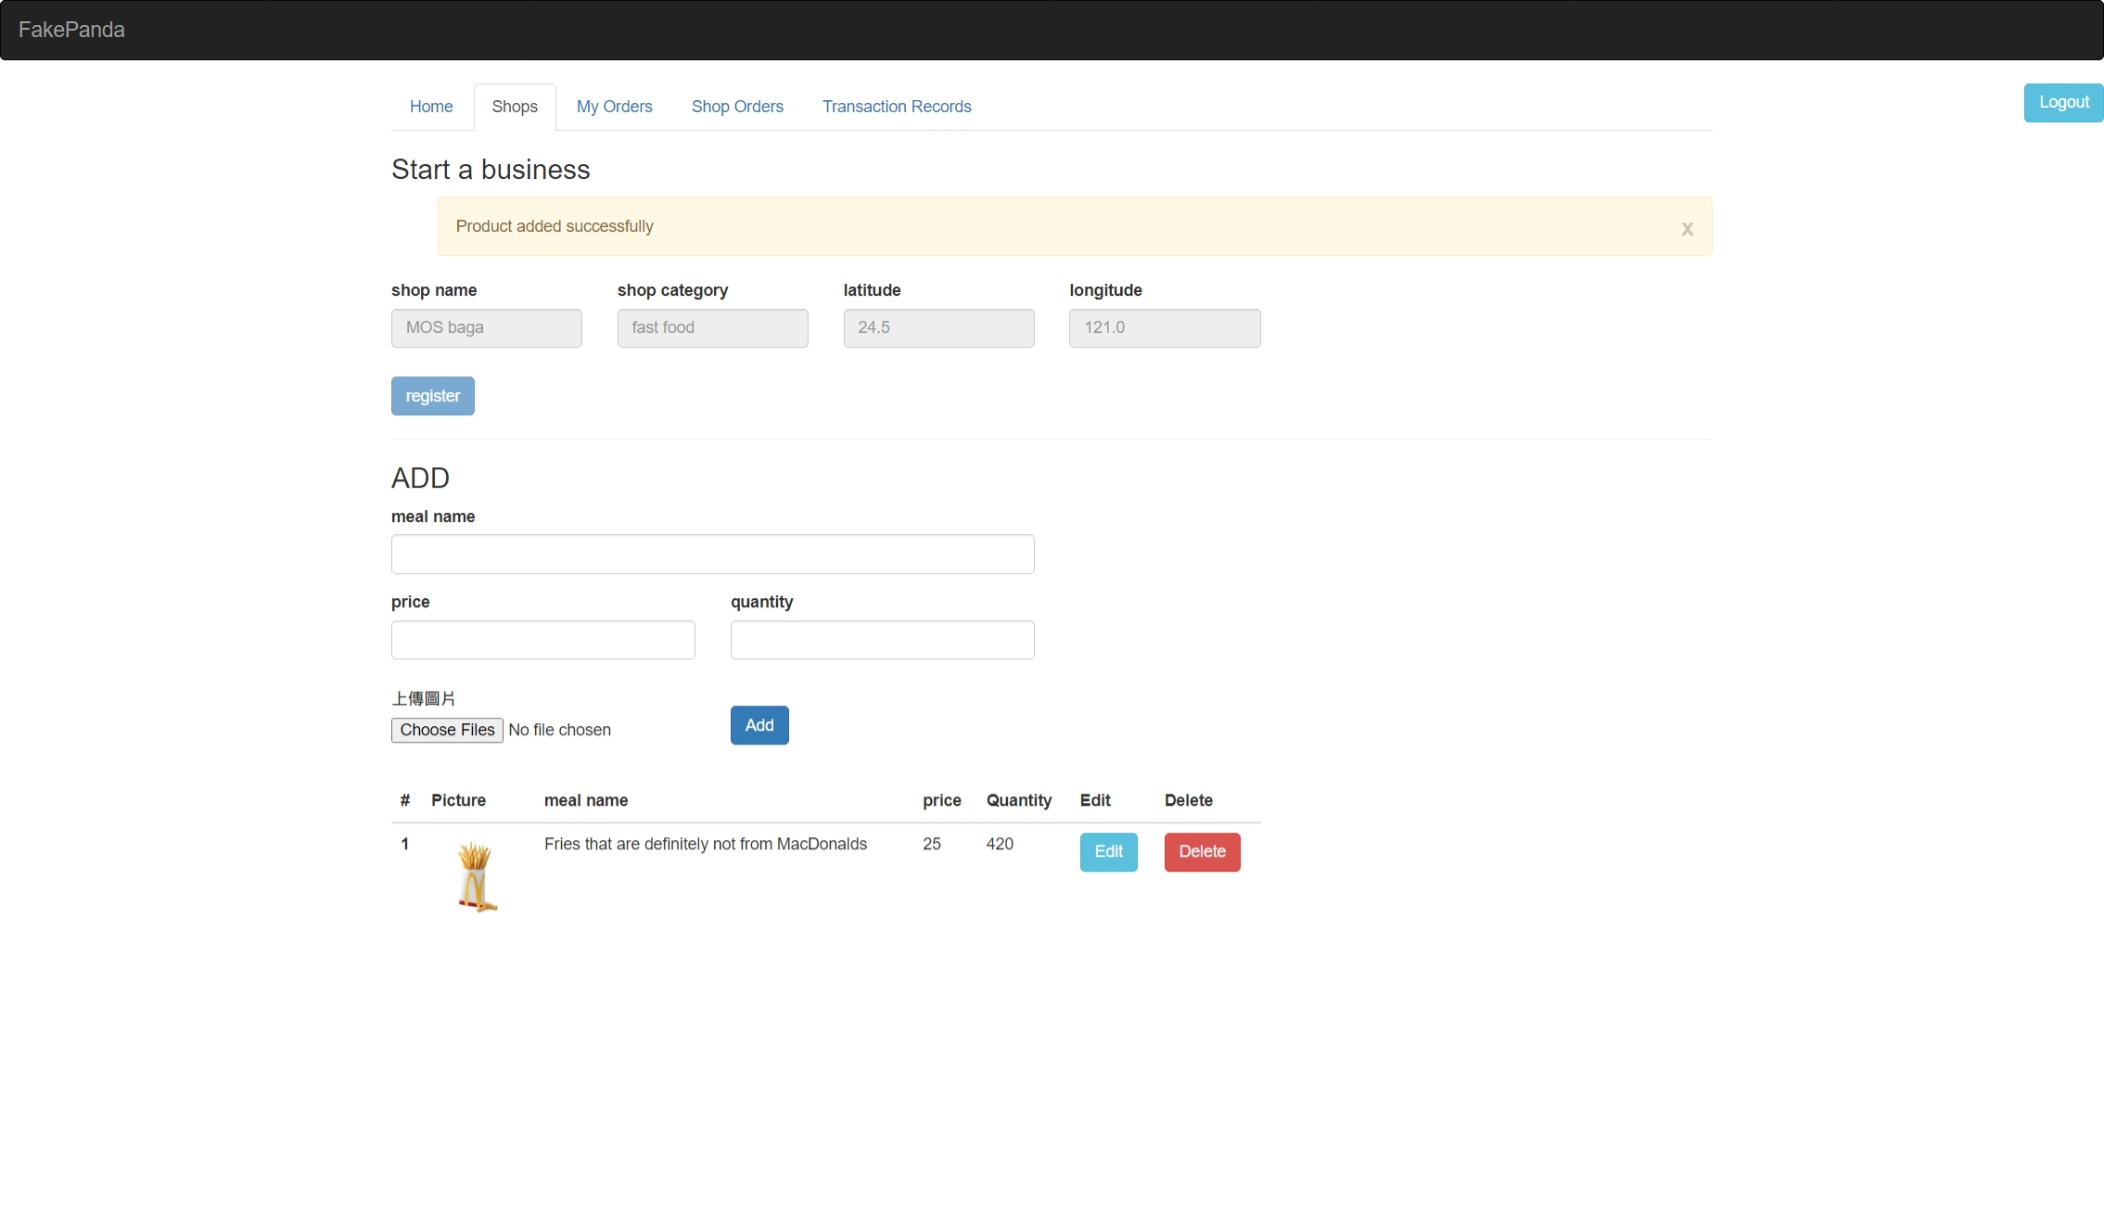 FakePanda
Home Shops My Orders Shop Orders Transaction Records Logout
Start a business
Product added successfully x
shop name shop category latitude longitude
MOS baga fast food 24.5 121.0
register
ADD
meal name
price quantity
上傳圖片
Choose Files No file chosen Add
# Picture meal name price Quantity Edit Delete
1 Fries that are definitely not from MacDonalds 25 420 Edit Delete